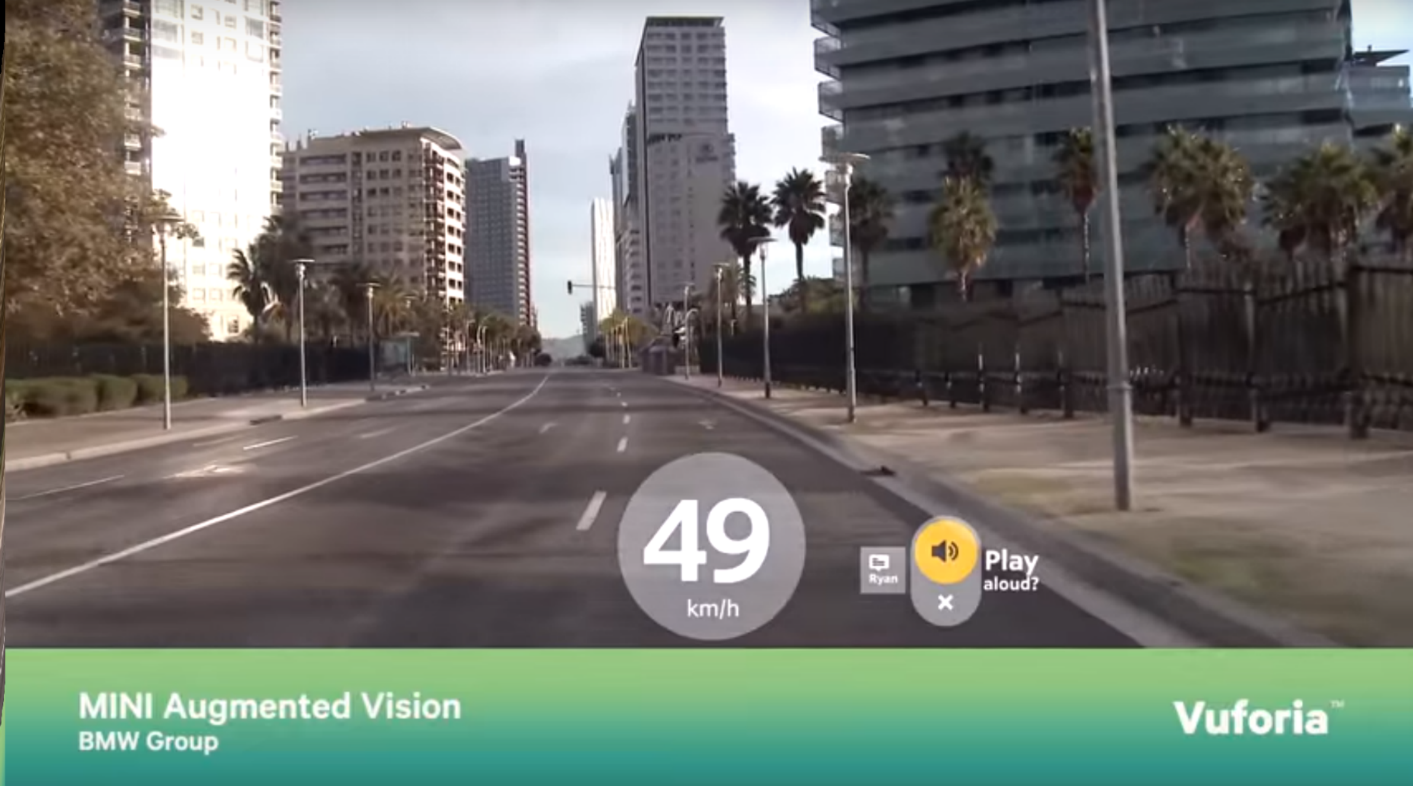 49
km/h
Ryan
Play
aloud?
MINI Augmented Vision
BMW Group
Vuforia™